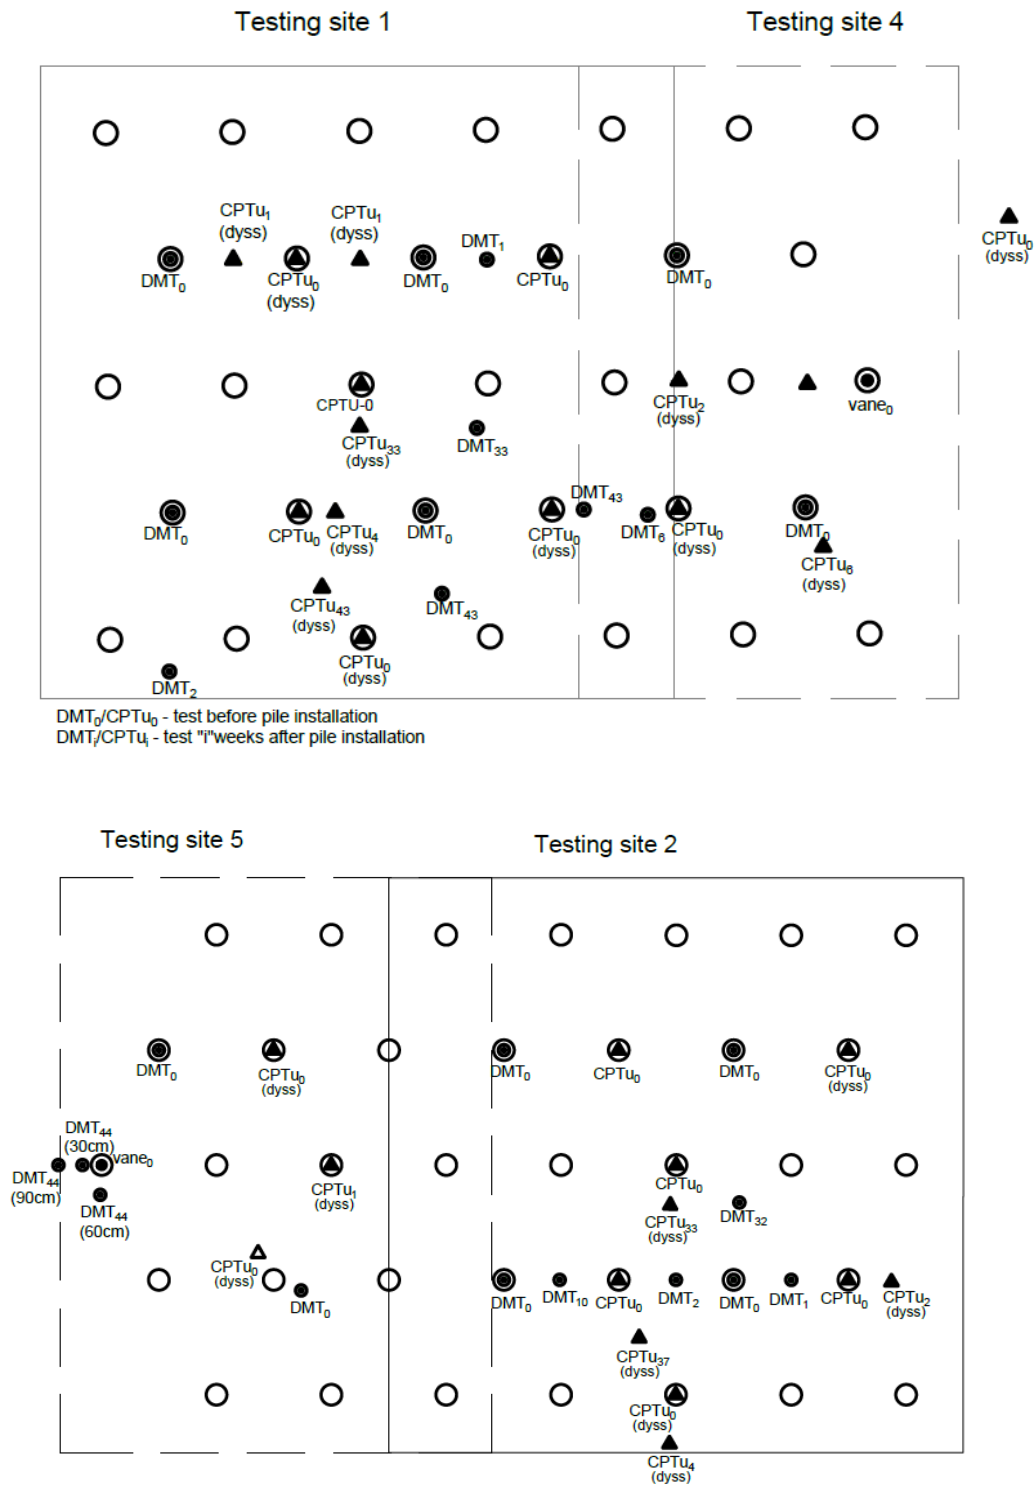 Testing site 1
Testing site 4
CPTu₁
(dyss)
CPTu₁
(dyss)
DMT₁
CPTu₀
(dyss)
DMT₀
CPTu₀
(dyss)
DMT₀
CPTu₀
DMT₀
CPTU-0
CPTu₂
(dyss)
vane₀
CPTu₃₃
(dyss)
DMT₃₃
DMT₄₃
DMT₀
CPTu₀
CPTu₄
(dyss)
DMT₀
CPTu₀
(dyss)
DMT₆
CPTu₀
(dyss)
DMT₀
CPTu₆
(dyss)
CPTu₄₃
(dyss)
DMT₄₃
CPTu₀
(dyss)
DMT₂
DMT₀/CPTu₀ - test before pile installation
DMTᵢ/CPTuᵢ - test "i"weeks after pile installation
Testing site 5
Testing site 2
DMT₀
CPTu₀
(dyss)
DMT₀
CPTu₀
DMT₀
CPTu₀
(dyss)
DMT₄₄
(30cm)
vane₀
DMT₄₄
(90cm)
DMT₄₄
(60cm)
CPTu₁
(dyss)
CPTu₀
CPTu₃₃
(dyss)
DMT₃₂
CPTu₀
(dyss)
DMT₀
DMT₀
DMT₁₀
CPTu₀
DMT₂
DMT₀
DMT₁
CPTu₀
CPTu₂
(dyss)
CPTu₃₇
(dyss)
CPTu₀
(dyss)
CPTu₄
(dyss)